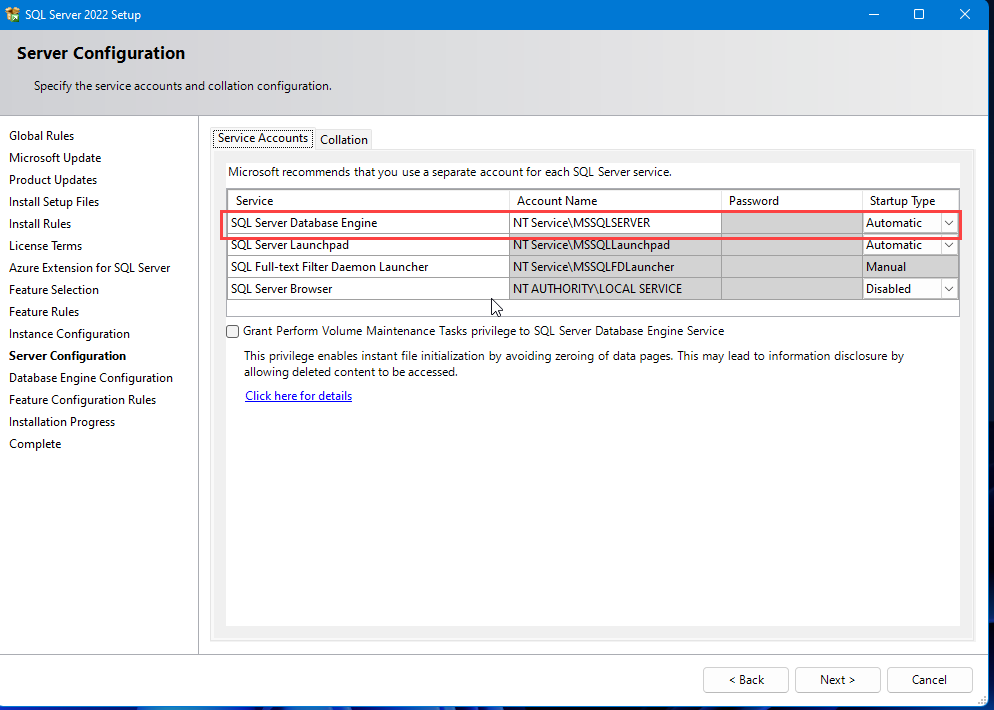 SQL Server 2022 Setup
Server Configuration
Specify the service accounts and collation configuration.
Global Rules
Microsoft Update
Product Updates
Install Setup Files
Install Rules
License Terms
Azure Extension for SQL Server
Feature Selection
Feature Rules
Instance Configuration
Server Configuration
Database Engine Configuration
Feature Configuration Rules
Installation Progress
Complete
Service Accounts Collation
Microsoft recommends that you use a separate account for each SQL Server service.
Service Account Name Password Startup Type
SQL Server Database Engine NT Service\MSSQLSERVER Automatic
SQL Server Launchpad NT Service\MSSQLLaunchpad Automatic
SQL Full-text Filter Daemon Launcher NT Service\MSSQLFDLauncher Manual
SQL Server Browser NT AUTHORITY\LOCAL SERVICE Disabled
Grant Perform Volume Maintenance Tasks privilege to SQL Server Database Engine Service
This privilege enables instant file initialization by avoiding zeroing of data pages. This may lead to information disclosure by
allowing deleted content to be accessed.
Click here for details
< Back Next > Cancel